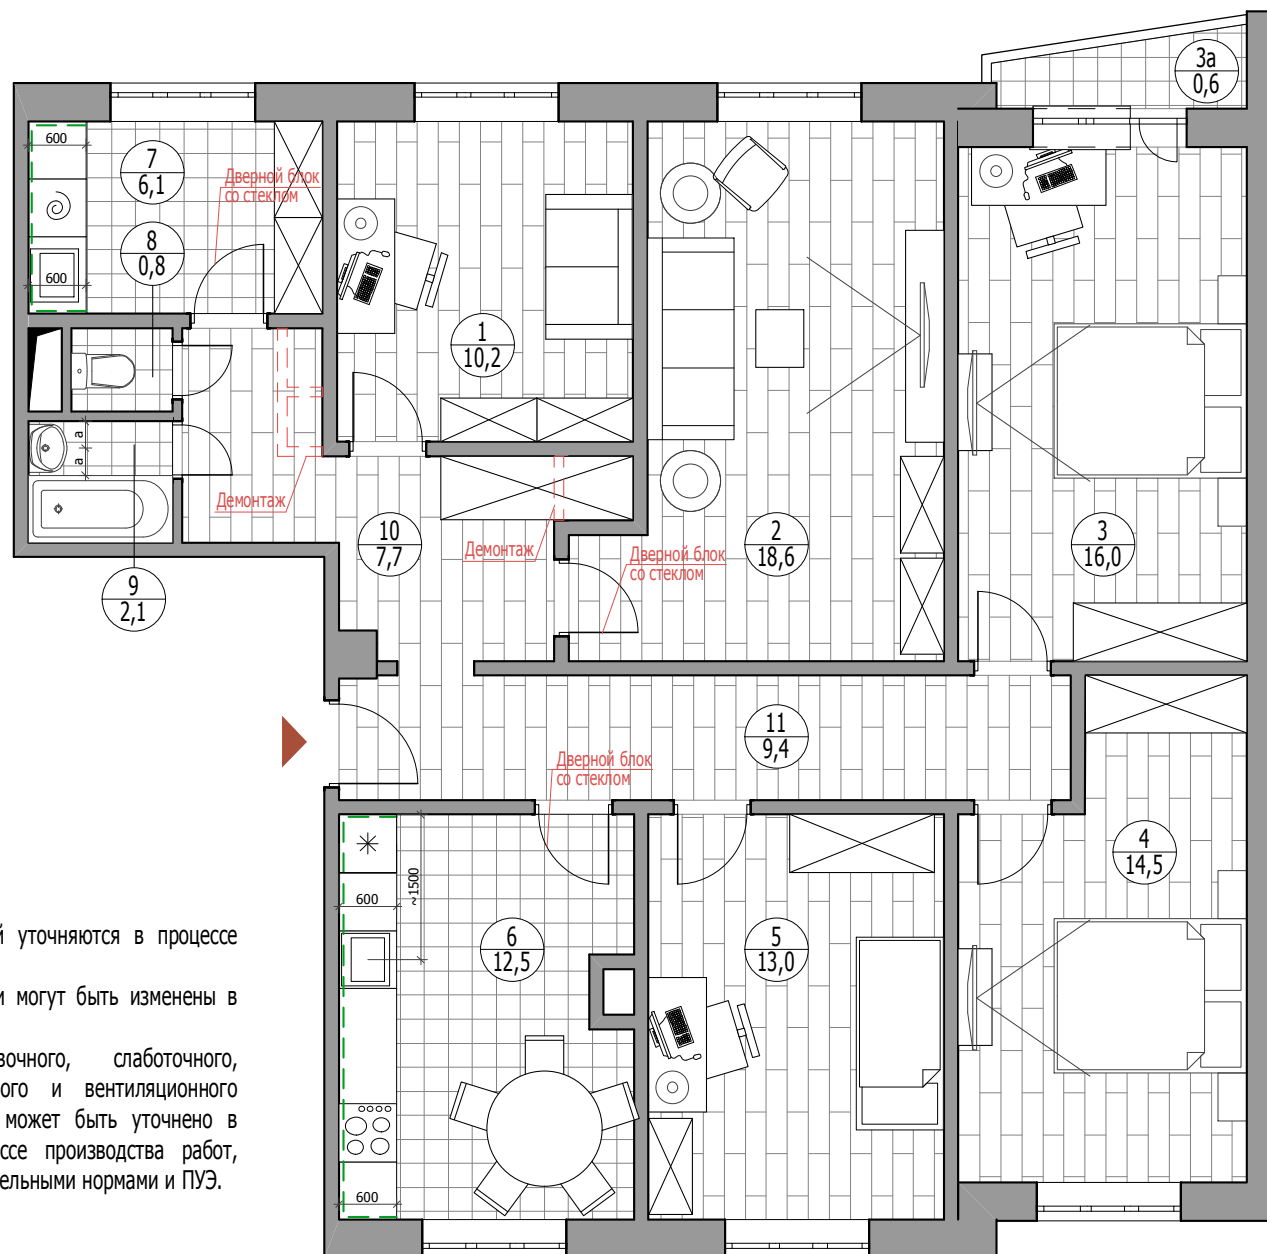 3а
0,6
600
7
6,1
Дверной блок
со стеклом
8
0,8
600
1
10,2
а
а
Демонтаж
10
7,7
Демонтаж
2
18,6
Дверной блок
со стеклом
3
16,0
9
2,1
11
9,4
Дверной блок
со стеклом
~1500
600
4
14,5
6
12,5
5
13,0
600
й уточняются в процессе
и могут быть изменены в
вочного, слаботочного,
ого и вентиляционного
может быть уточнено в
ссе производства работ,
ельными нормами и ПУЭ.